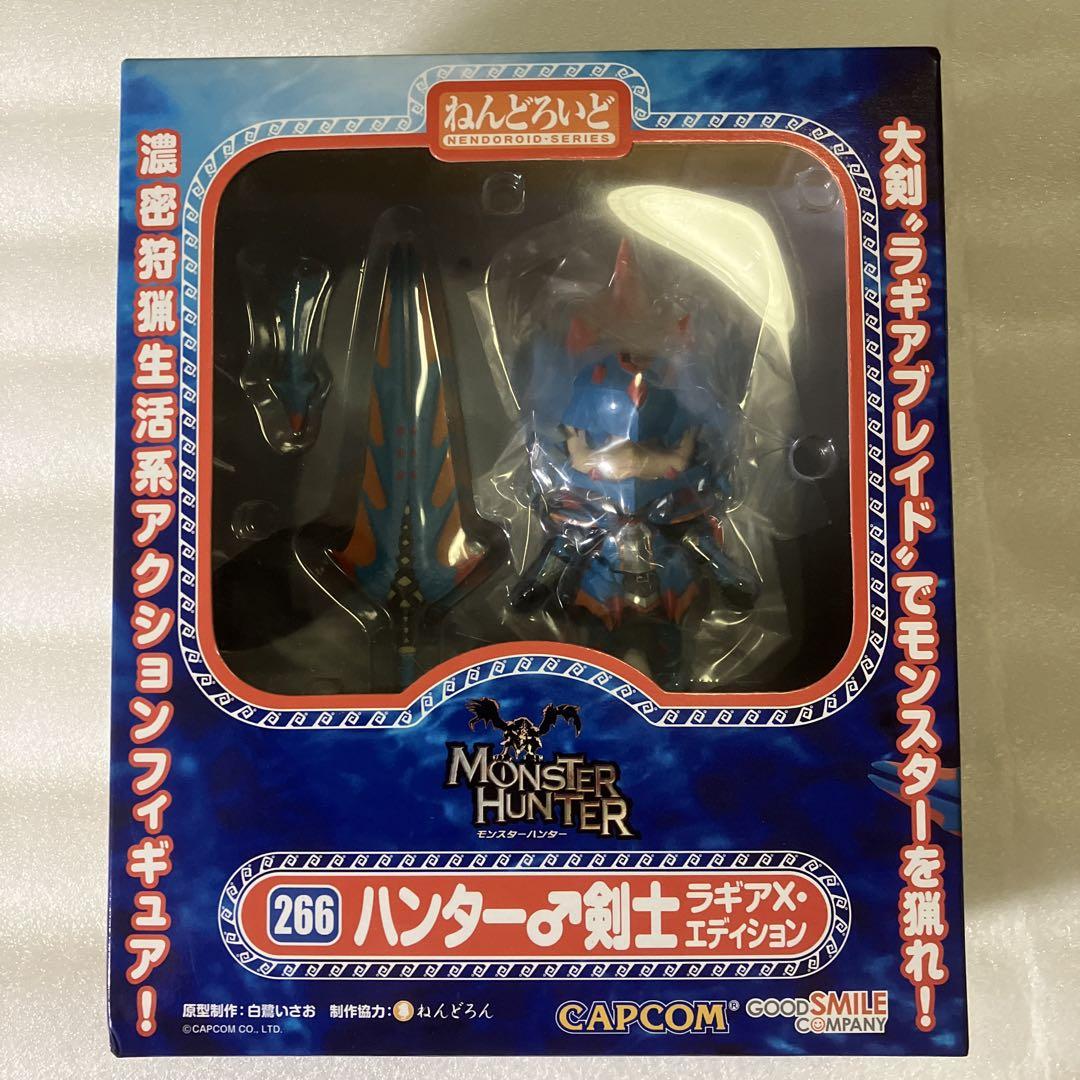 ねんどろいど
NENDOROID・SERIES
大剣〝ラギアブレイド〟でモンスターを猟れ！
濃密狩猟生活系アクションフィギュア！
MONSTER
HUNTER
モンスターハンター
266 ハンター♂剣士 ラギアX・
エディション
原型制作：白鷺いさお 制作協力： ねんどろん
©CAPCOM CO., LTD.
CAPCOM®
GOOD SMILE
COMPANY